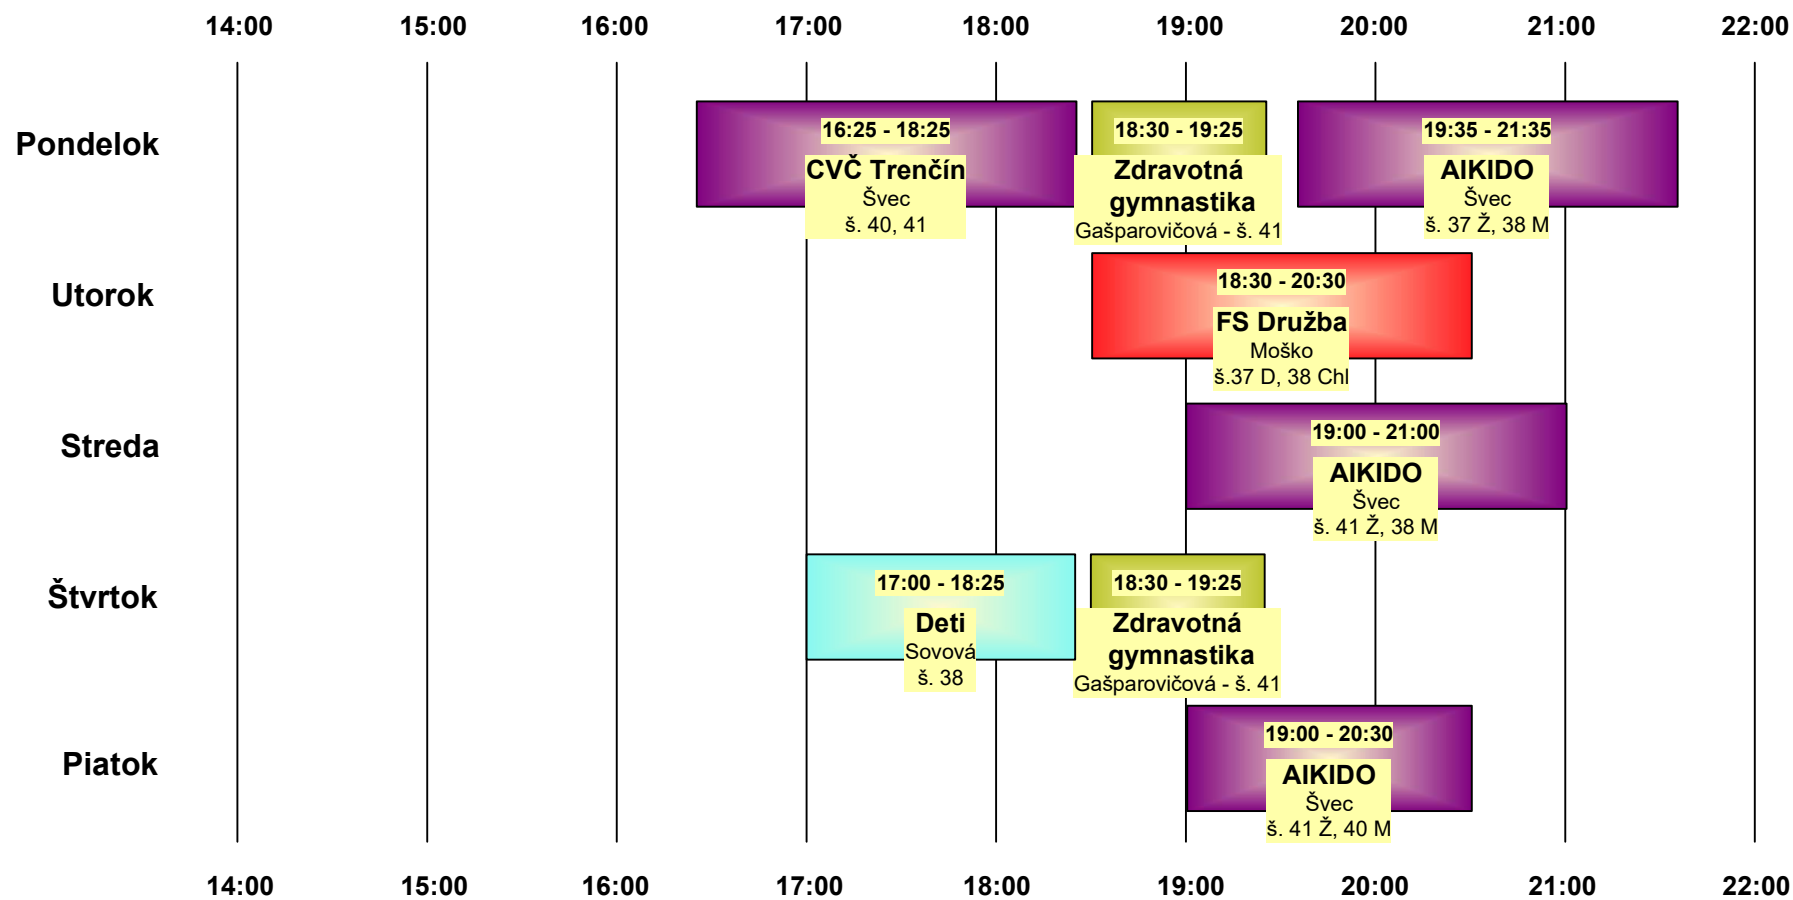 14:00 15:00 16:00 17:00 18:00 19:00 20:00 21:00 22:00
Pondelok
16:25 - 18:25
CVČ Trenčín
Švec
š. 40, 41
18:30 - 19:25
Zdravotná
gymnastika
Gašparovičová - š. 41
19:35 - 21:35
AIKIDO
Švec
š. 37 Ž, 38 M
Utorok
18:30 - 20:30
FS Družba
Moško
š.37 D, 38 Chl
Streda
19:00 - 21:00
AIKIDO
Švec
š. 41 Ž, 38 M
Štvrtok
17:00 - 18:25
Deti
Sovová
š. 38
18:30 - 19:25
Zdravotná
gymnastika
Gašparovičová - š. 41
Piatok
19:00 - 20:30
AIKIDO
Švec
š. 41 Ž, 40 M
14:00 15:00 16:00 17:00 18:00 19:00 20:00 21:00 22:00